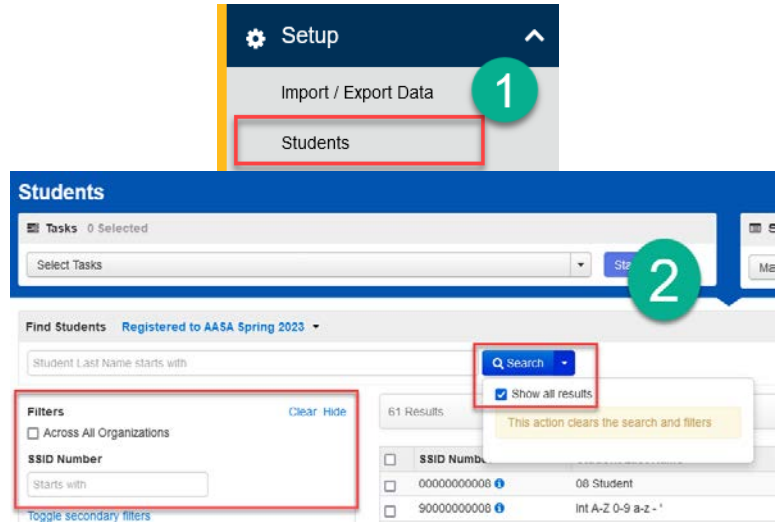 Setup
Import / Export Data
1
Students
Students
Tasks 0 Selected
Select Tasks
2
Find Students Registered to AASA Spring 2023
Student Last Name starts with
Search
Show all results
This action clears the search and filters
Filters Clear Hide
61 Results
Across All Organizations
SSID Number
Starts with
Toggle secondary filters
SSID
00000000008 08 Student
90000000008 Int A-Z 0-9 a-z - '